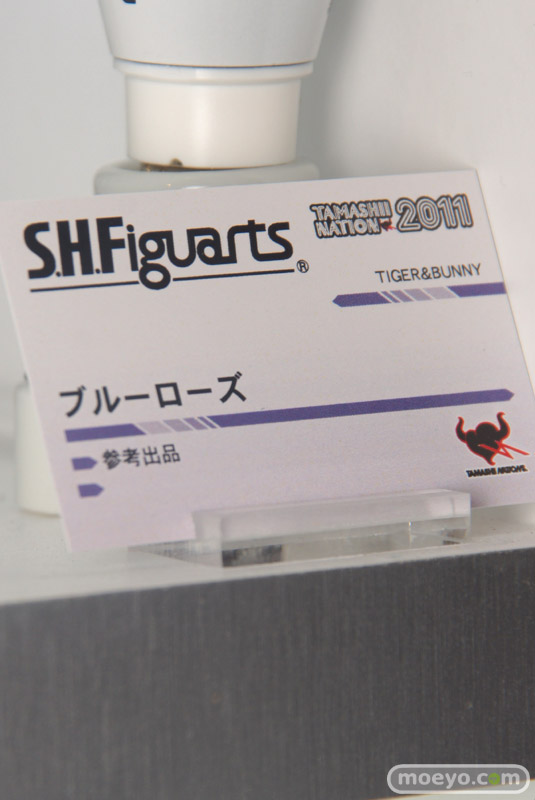 S.H.Figuarts®
TAMASHII
NATION 2011
TIGER&BUNNY
ブルーローズ
参考出品
TAMASHII NATIONS.
moeyo.com